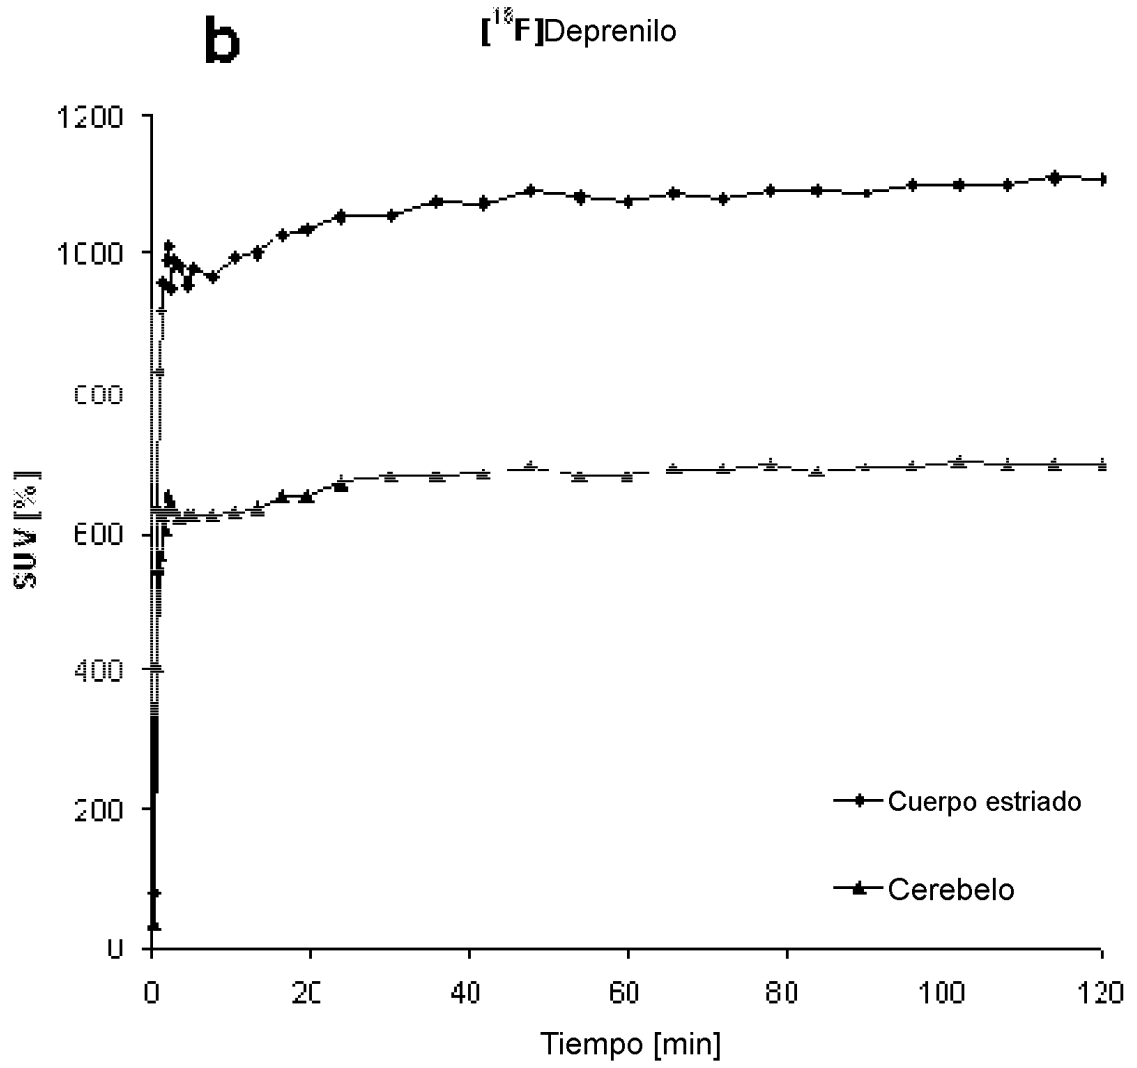 b
[18F]Deprenilo
1200
1000
800
600
400
200
0
SUV [%]
0 20 40 60 80 100 120
Tiempo [min]
Cuerpo estriado
Cerebelo